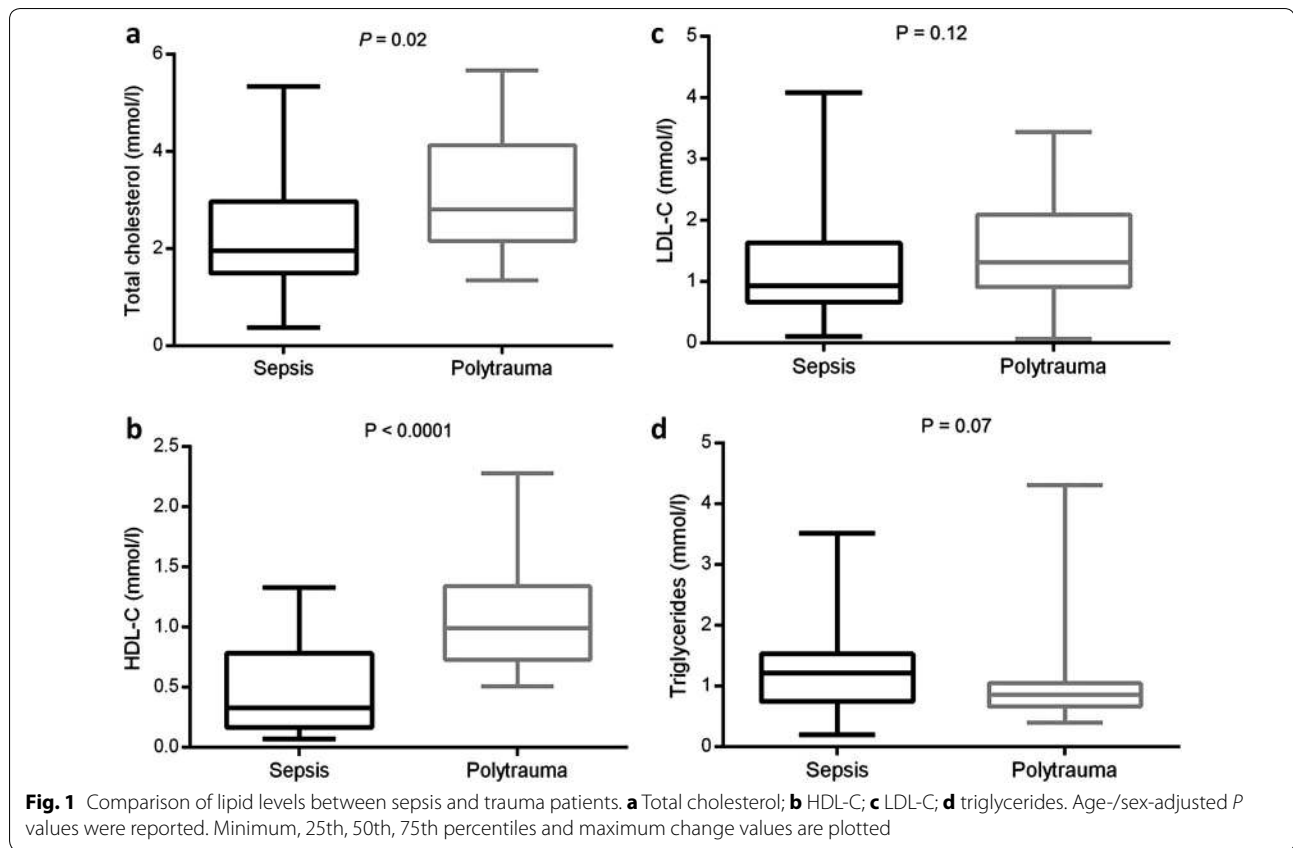 a
P = 0.02
Total cholesterol (mmol/l)
6
4
2
0
Sepsis Polytrauma
c
P = 0.12
LDL-C (mmol/l)
5
4
3
2
1
0
Sepsis Polytrauma
b
P < 0.0001
HDL-C (mmol/l)
2.5
2.0
1.5
1.0
0.5
0.0
Sepsis Polytrauma
d
P = 0.07
Triglycerides (mmol/l)
5
4
3
2
1
0
Sepsis Polytrauma
Fig. 1 Comparison of lipid levels between sepsis and trauma patients. a Total cholesterol; b HDL-C; c LDL-C; d triglycerides. Age-/sex-adjusted P
values were reported. Minimum, 25th, 50th, 75th percentiles and maximum change values are plotted